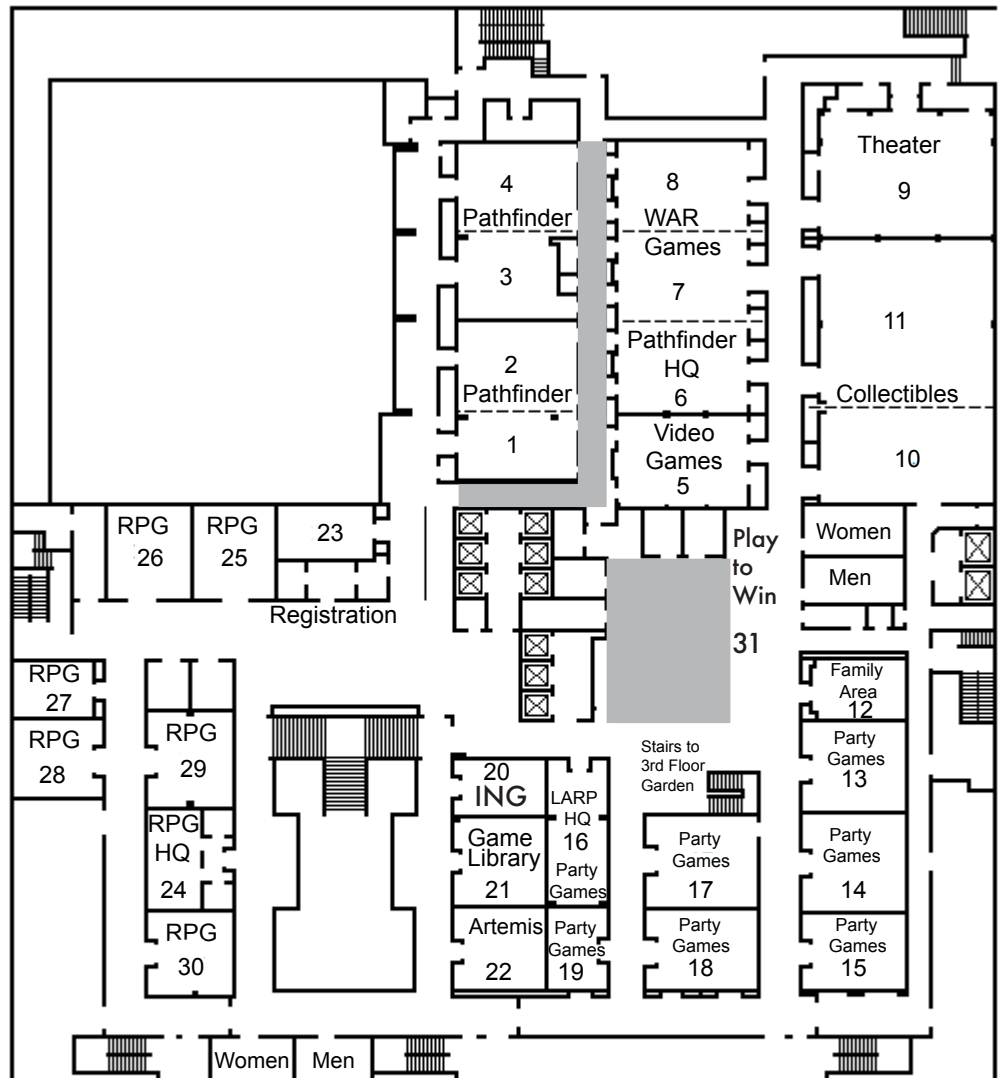 Theater
9
4
Pathfinder
3
8
WAR
Games
7
11
2
Pathfinder
1
Pathfinder
HQ
6
Collectibles
Video
Games
5
10
RPG
26
RPG
25
23
Registration
Play
to
Win
31
Women
Men
RPG
27
RPG
28
RPG
29
RPG
HQ
24
RPG
30
20
ING
Game
Library
21
Artemis
22
LARP
HQ
16
Party
Games
Party
Games
19
Stairs to
3rd Floor
Garden
Party
Games
17
Party
Games
18
Family
Area
12
Party
Games
13
Party
Games
14
Party
Games
15
Women
Men